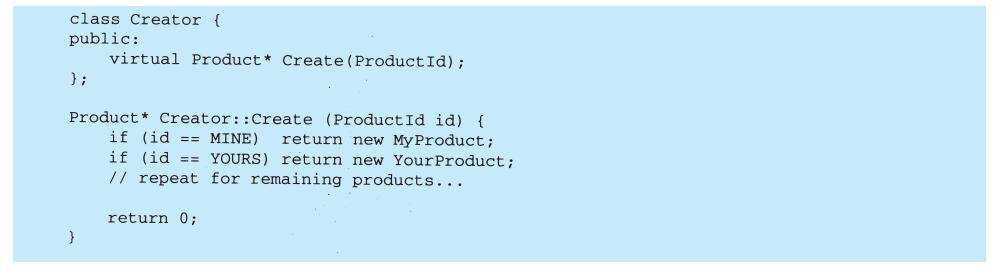 class Creator {
public:
    virtual Product* Create(ProductId);
};

Product* Creator::Create (ProductId id) {
    if (id == MINE)  return new MyProduct;
    if (id == YOURS) return new YourProduct;
    // repeat for remaining products...

    return 0;
}